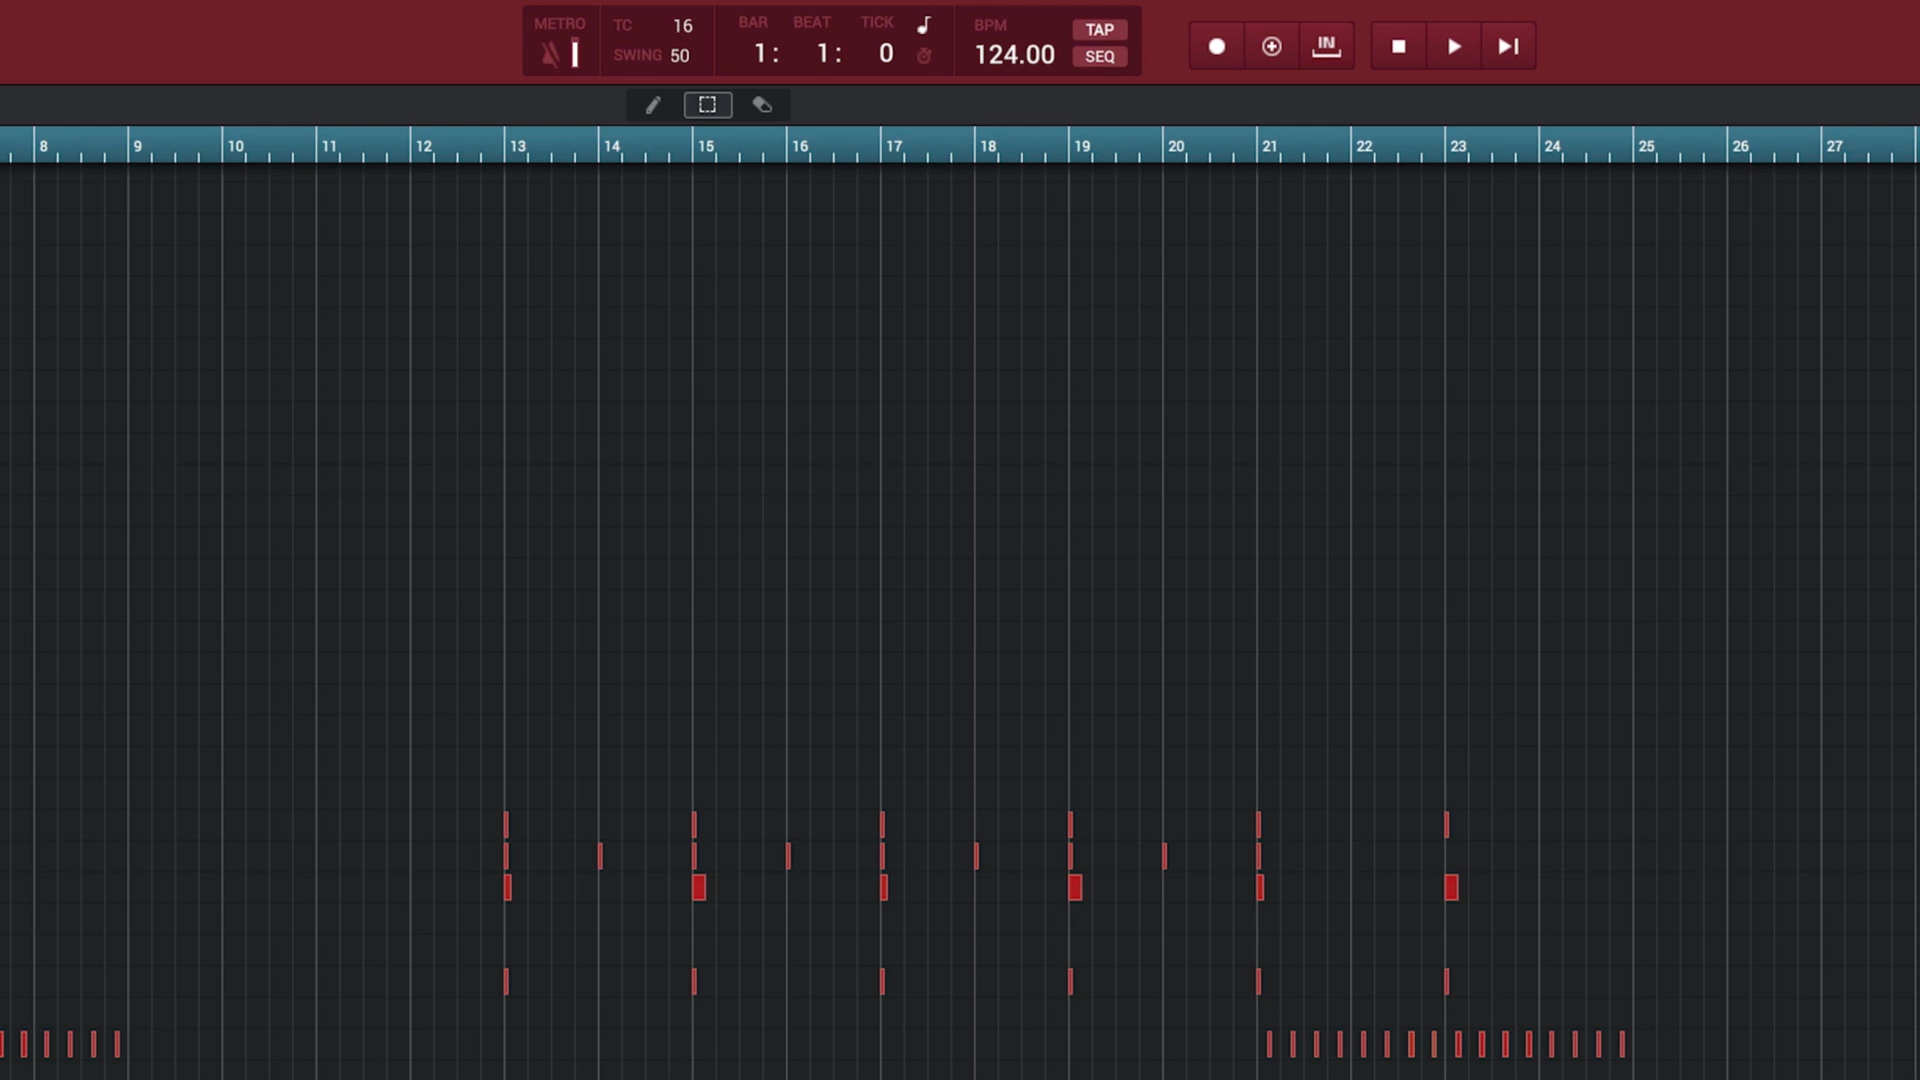 METRO TC 16 BAR BEAT TICK BPM TAP
SWING 50 1: 1: 0 124.00 SEQ
IN
8 9 10 11 12 13 14 15 16 17 18 19 20 21 22 23 24 25 26 27